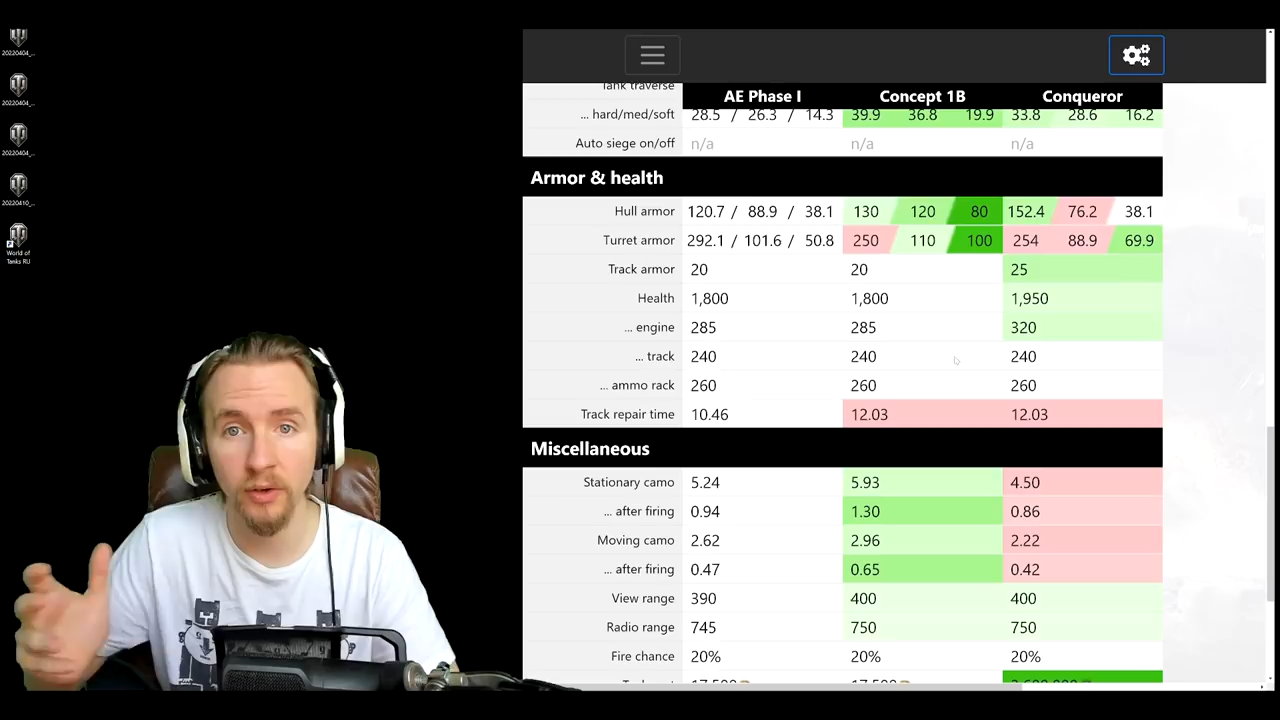 20220404_...
20220404_...
20220404_...
20220410_...
World of
Tanks RU
AE Phase I Concept 1B Conqueror
Tank traverse
... hard/med/soft 28.5 / 26.3 / 14.3 39.9 36.8 19.9 33.8 28.6 16.2
Auto siege on/off n/a n/a n/a
Armor & health
Hull armor 120.7 / 88.9 / 38.1 130 120 80 152.4 76.2 38.1
Turret armor 292.1 / 101.6 / 50.8 250 110 100 254 88.9 69.9
Track armor 20 20 25
Health 1,800 1,800 1,950
... engine 285 285 320
... track 240 240 240
... ammo rack 260 260 260
Track repair time 10.46 12.03 12.03
Miscellaneous
Stationary camo 5.24 5.93 4.50
... after firing 0.94 1.30 0.86
Moving camo 2.62 2.96 2.22
... after firing 0.47 0.65 0.42
View range 390 400 400
Radio range 745 750 750
Fire chance 20% 20% 20%